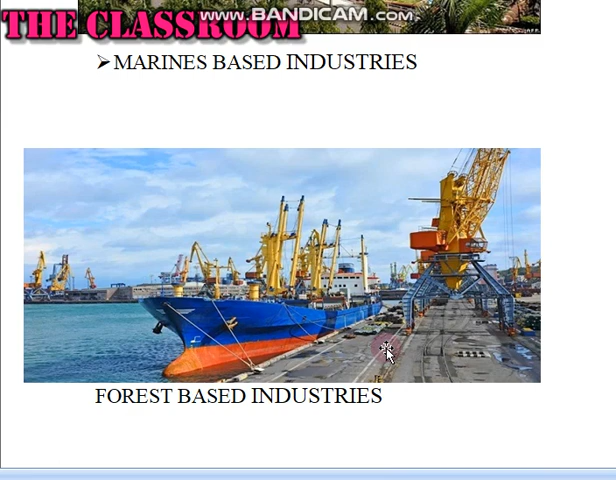 www.BANDICAM.com
THE CLASSROOM
MARINES BASED INDUSTRIES
FOREST BASED INDUSTRIES